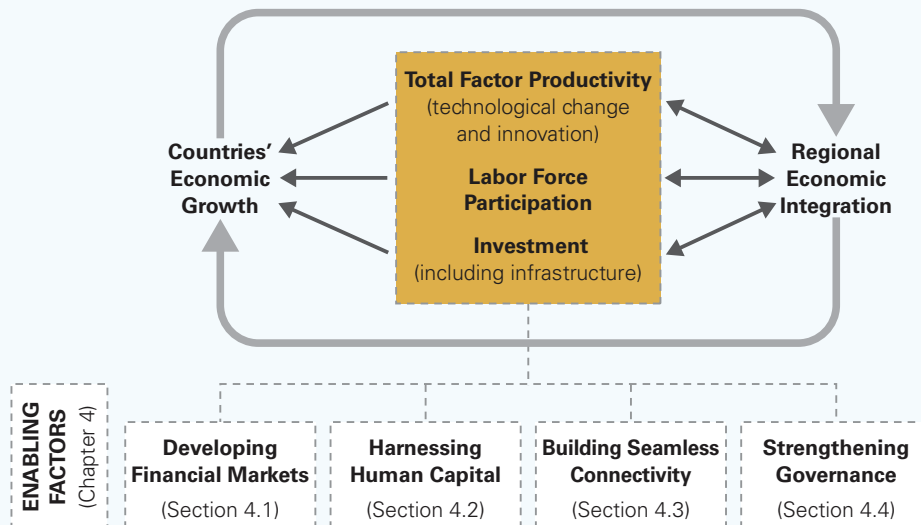 Total Factor Productivity
(technological change
and innovation)
Countries’
Economic
Growth
Labor Force
Participation
Regional
Economic
Integration
Investment
(including infrastructure)
ENABLING
FACTORS
(Chapter 4)
Developing
Financial Markets
(Section 4.1)
Harnessing
Human Capital
(Section 4.2)
Building Seamless
Connectivity
(Section 4.3)
Strengthening
Governance
(Section 4.4)